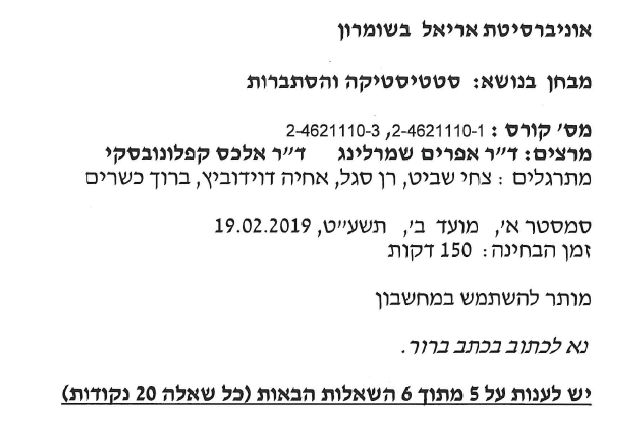 אוניברסיטת אריאל בשומרון
מבחן בנושא: סטטיסטיקה והסתברות
מס' קורס : 2-4621110-1, 2-4621110-3
מרצים: ד"ר אפרים שמרלינג ד"ר אלכס קפלונובסקי
מתרגלים : צחי שביט, רן סגל, אחיה דוידוביץ, ברוך כשרים
סמסטר א', מועד ב', תשע"ט, 19.02.2019
זמן הבחינה: 150 דקות
מותר להשתמש במחשבון
נא לכתוב בכתב ברור.
יש לענות על 5 מתוך 6 השאלות הבאות (כל שאלה 20 נקודות)